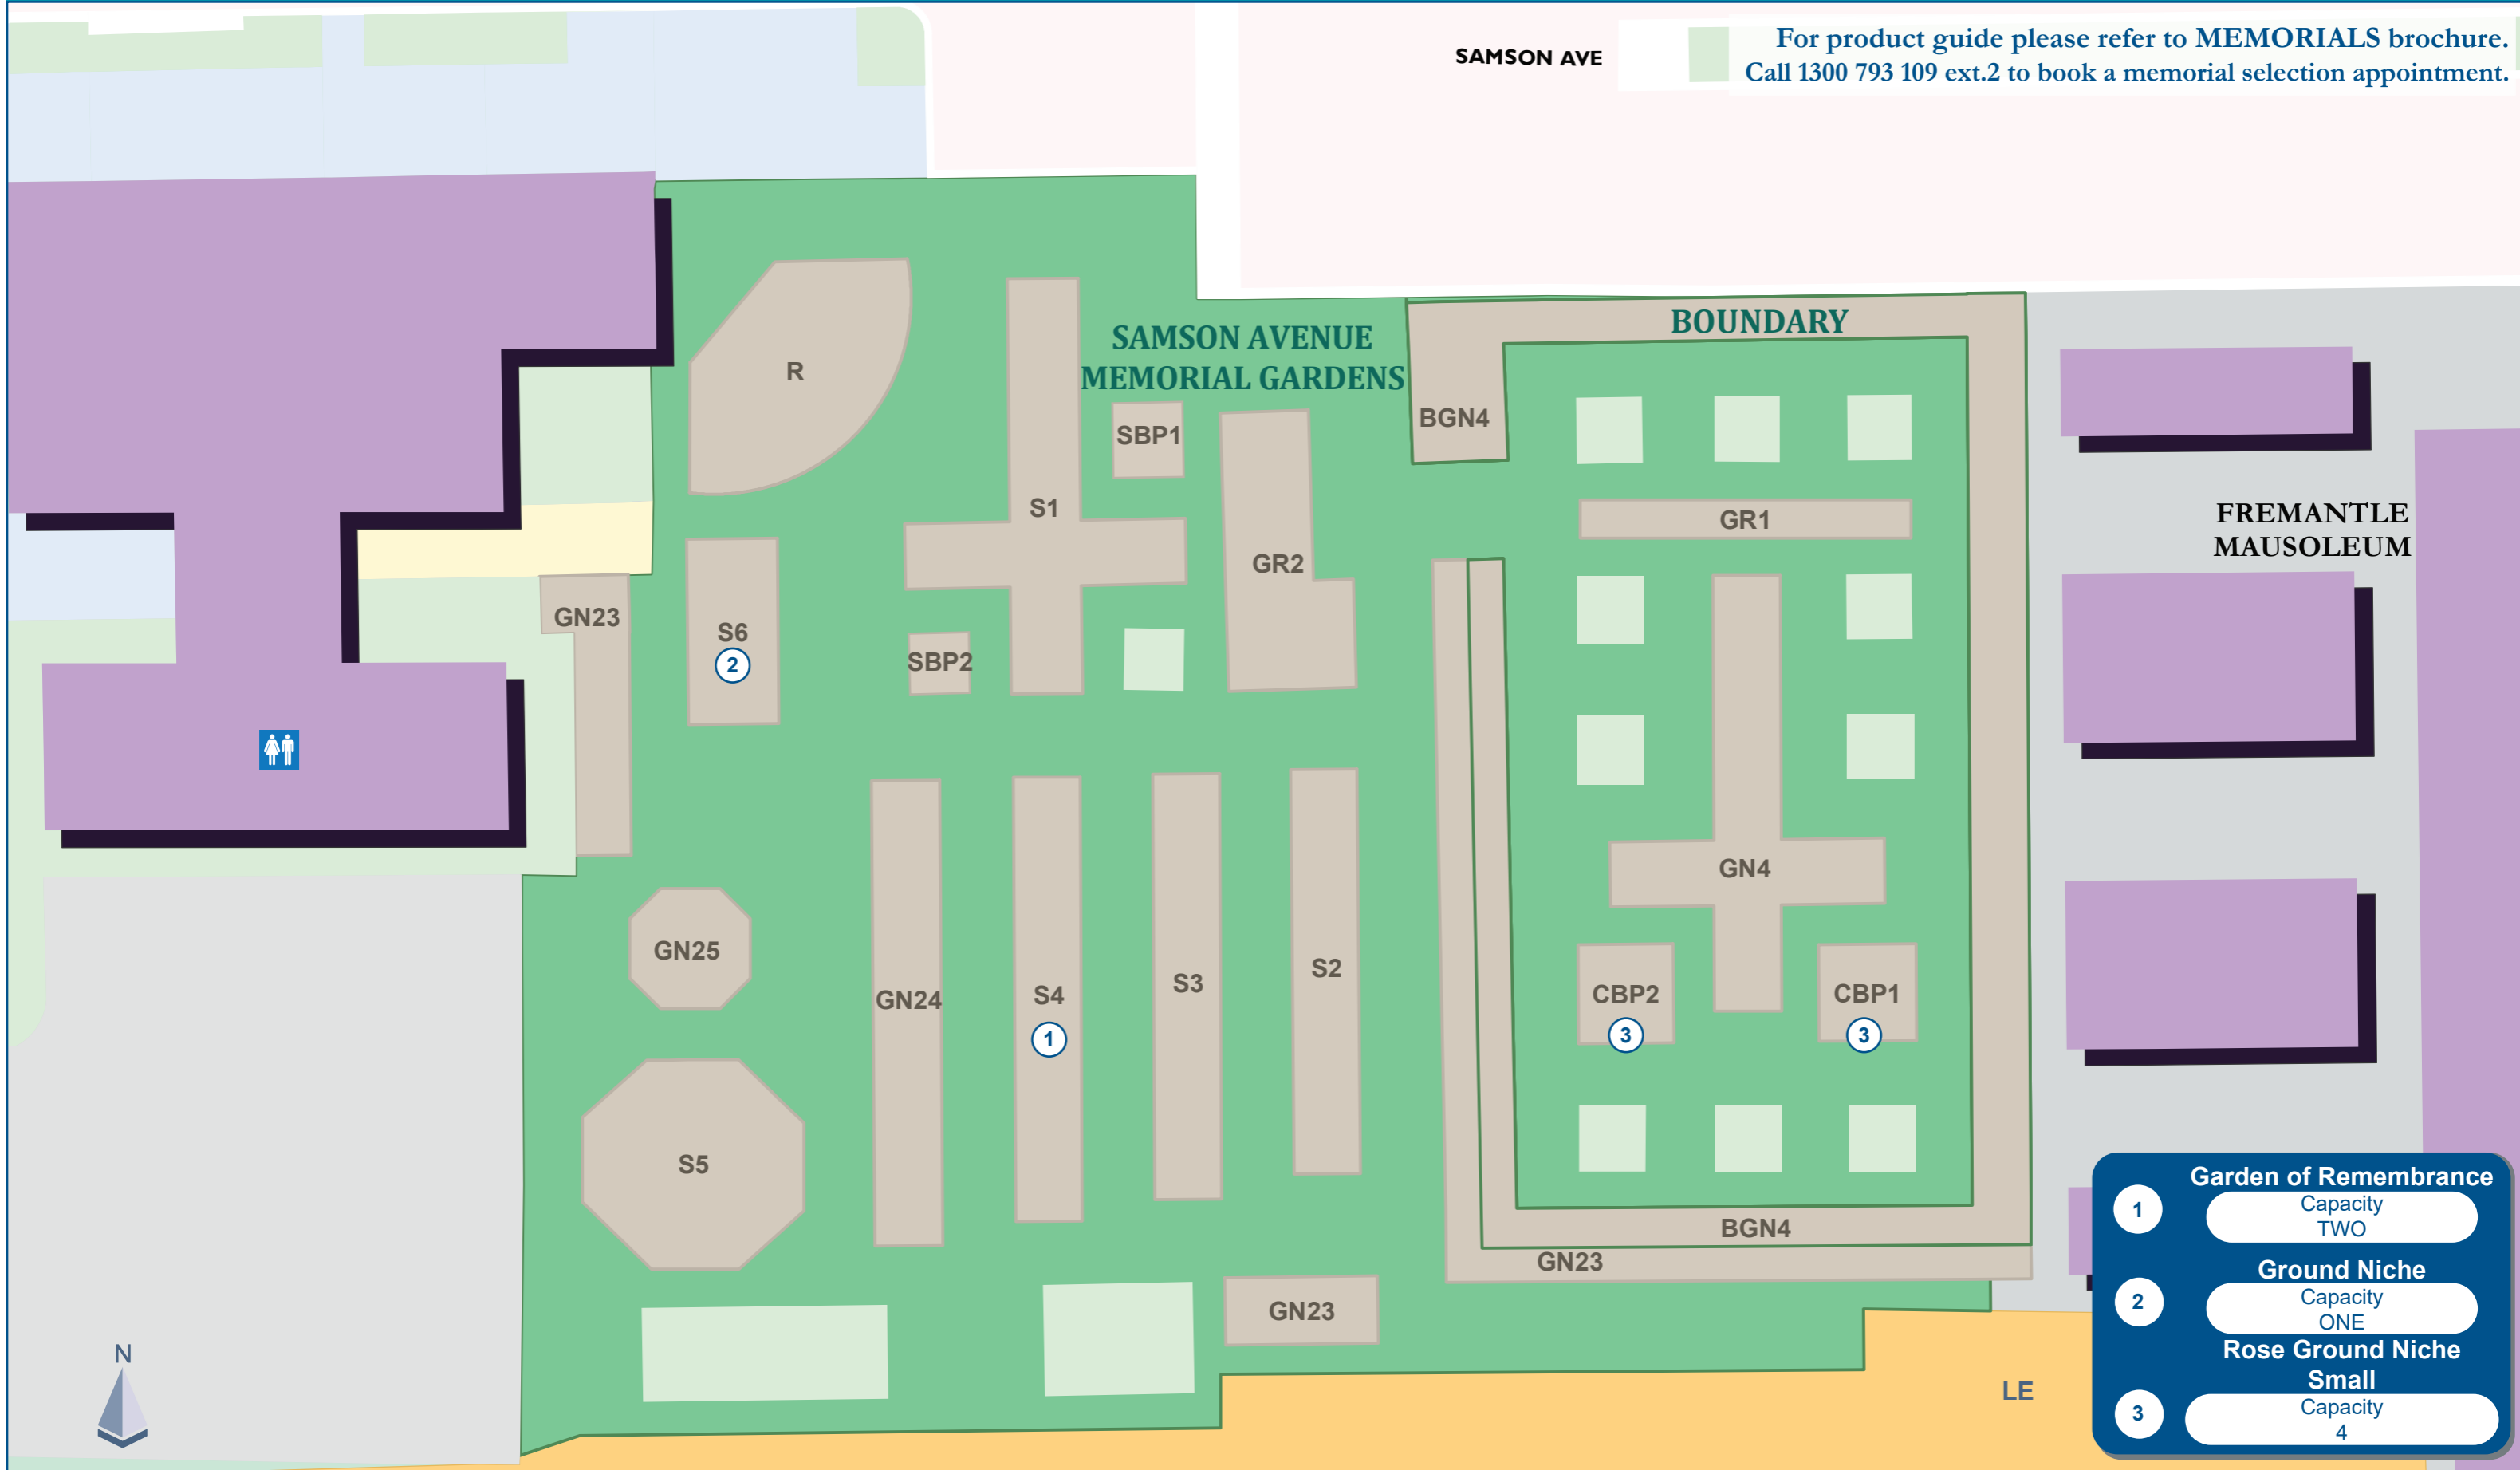 SAMSON AVE
For product guide please refer to MEMORIALS brochure.
Call 1300 793 109 ext.2 to book a memorial selection appointment.
SAMSON AVENUE
MEMORIAL GARDENS
BOUNDARY
R
SBP1
BGN4
S1
GR1
FREMANTLE
MAUSOLEUM
GR2
GN23
S6
2
SBP2
GN4
GN25
GN24
S4
1
S3
S2
CBP2
3
CBP1
3
S5
BGN4
GN23
GN23
N
LE
Garden of Remembrance
1
Capacity
TWO
Ground Niche
2
Capacity
ONE
Rose Ground Niche
Small
3
Capacity
4